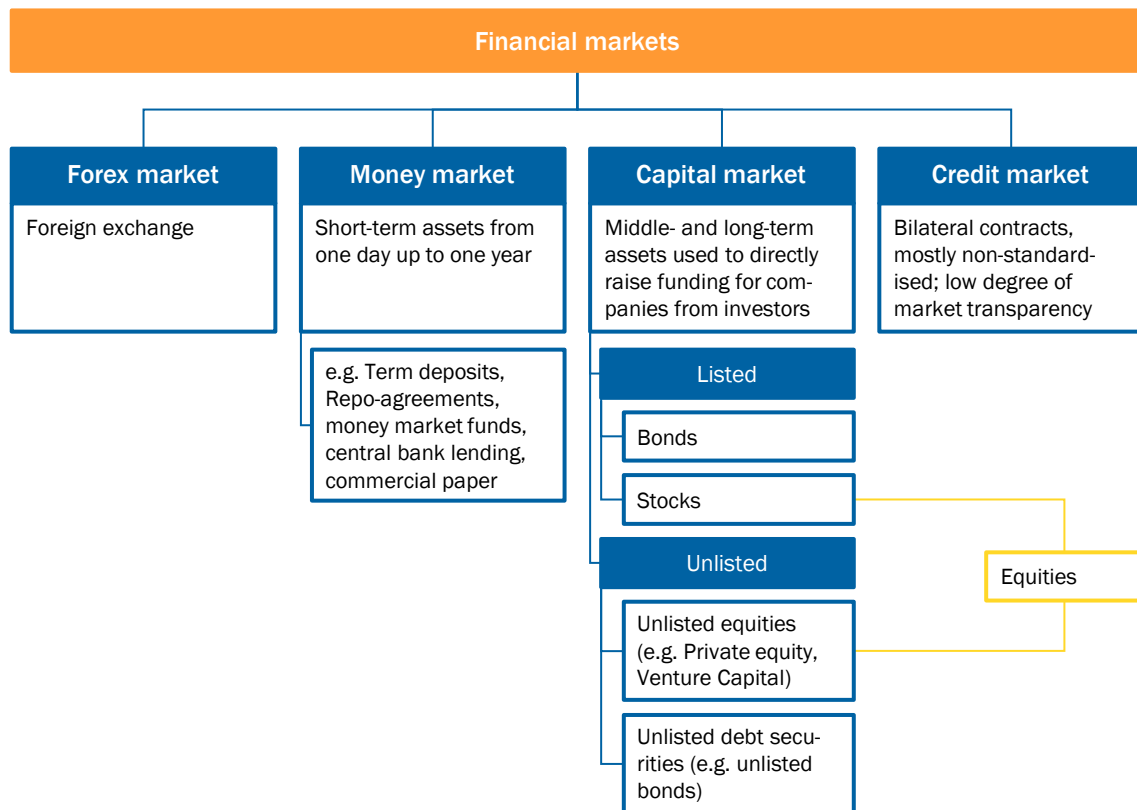 Financial markets
Forex market
Foreign exchange
Money market
Short-term assets from
one day up to one year
e.g. Term deposits,
Repo-agreements,
money market funds,
central bank lending,
commercial paper
Capital market
Middle- and long-term
assets used to directly
raise funding for com-
panies from investors
Listed
Bonds
Stocks
Unlisted
Unlisted equities
(e.g. Private equity,
Venture Capital)
Unlisted debt secu-
rities (e.g. unlisted
bonds)
Credit market
Bilateral contracts,
mostly non-standard-
ised; low degree of
market transparency
Equities